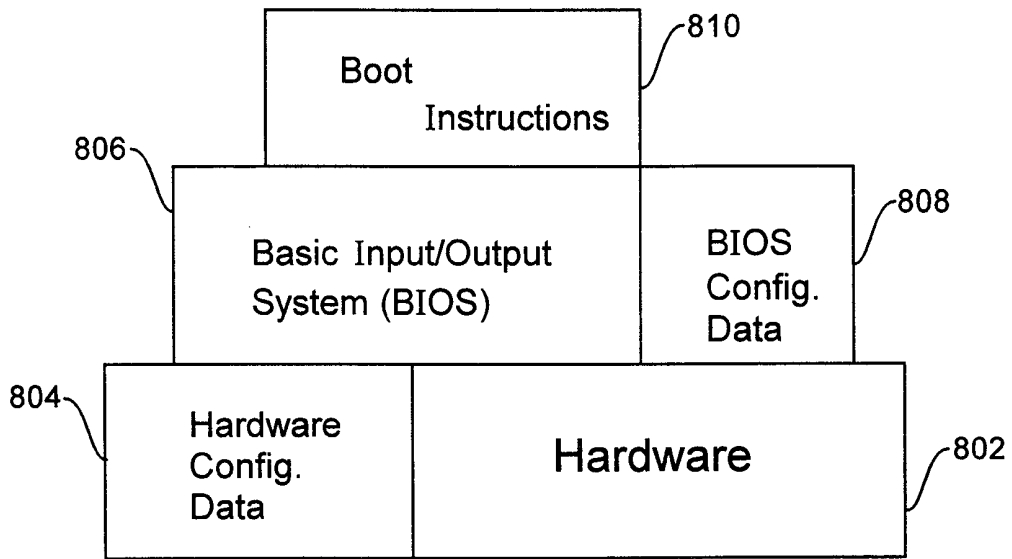 810
Boot
Instructions
806
808
Basic Input/Output
System (BIOS)
BIOS
Config.
Data
804
Hardware
Config.
Data
Hardware
802